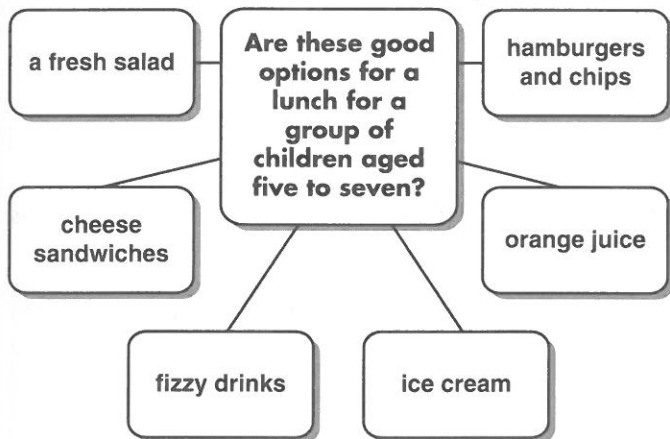 Are these good
options for a
lunch for a
group of
children aged
five to seven?
a fresh salad
hamburgers
and chips
cheese
sandwiches
orange juice
fizzy drinks
ice cream